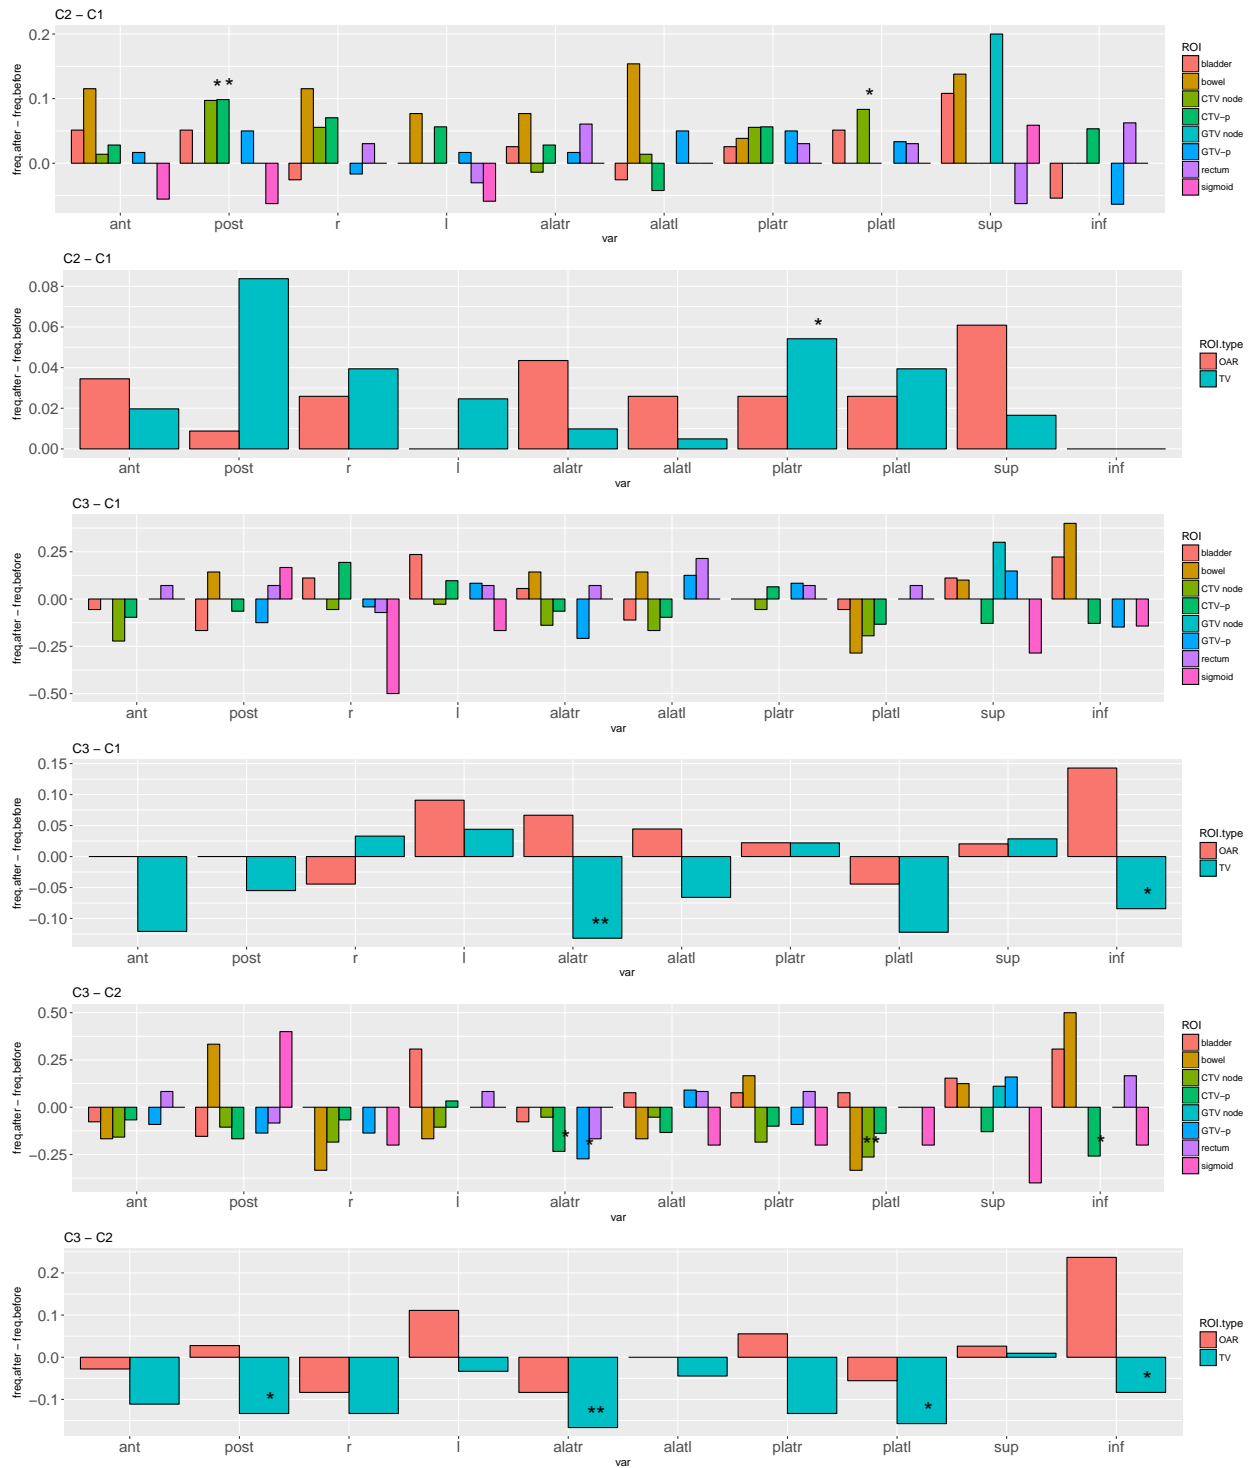 C2 – C1
0.2
0.1
0.0
freq.after – freq.before
ant post r l alatr alatl platr platl sup inf
var
* * *
ROI
bladder
bowel
CTV node
CTV–p
GTV node
GTV–p
rectum
sigmoid
C2 – C1
0.08
0.06
0.04
0.02
0.00
freq.after – freq.before
ant post r l alatr alatl platr platl sup inf
var
*
ROI.type
OAR
TV
C3 – C1
0.25
0.00
−0.25
−0.50
freq.after – freq.before
ant post r l alatr alatl platr platl sup inf
var
ROI
bladder
bowel
CTV node
CTV–p
GTV node
GTV–p
rectum
sigmoid
C3 – C1
0.15
0.10
0.05
0.00
−0.05
−0.10
freq.after – freq.before
ant post r l alatr alatl platr platl sup inf
var
** *
ROI.type
OAR
TV
C3 – C2
0.50
0.25
0.00
−0.25
freq.after – freq.before
ant post r l alatr alatl platr platl sup inf
var
* * ** *
ROI
bladder
bowel
CTV node
CTV–p
GTV node
GTV–p
rectum
sigmoid
C3 – C2
0.2
0.1
0.0
−0.1
freq.after – freq.before
ant post r l alatr alatl platr platl sup inf
var
* ** * *
ROI.type
OAR
TV